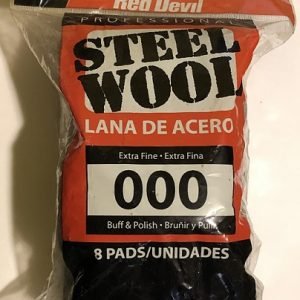 Red Devil
PROFESSIONAL
STEEL
WOOL
LANA DE ACERO
Extra Fine • Extra Fina
000
Buff & Polish • Bruñir y Pulir
8 PADS/UNIDADES